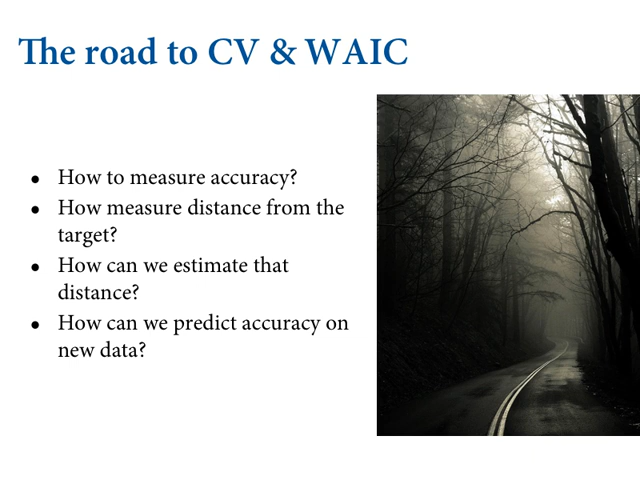 The road to CV & WAIC
• How to measure accuracy?
• How measure distance from the
target?
• How can we estimate that
distance?
• How can we predict accuracy on
new data?